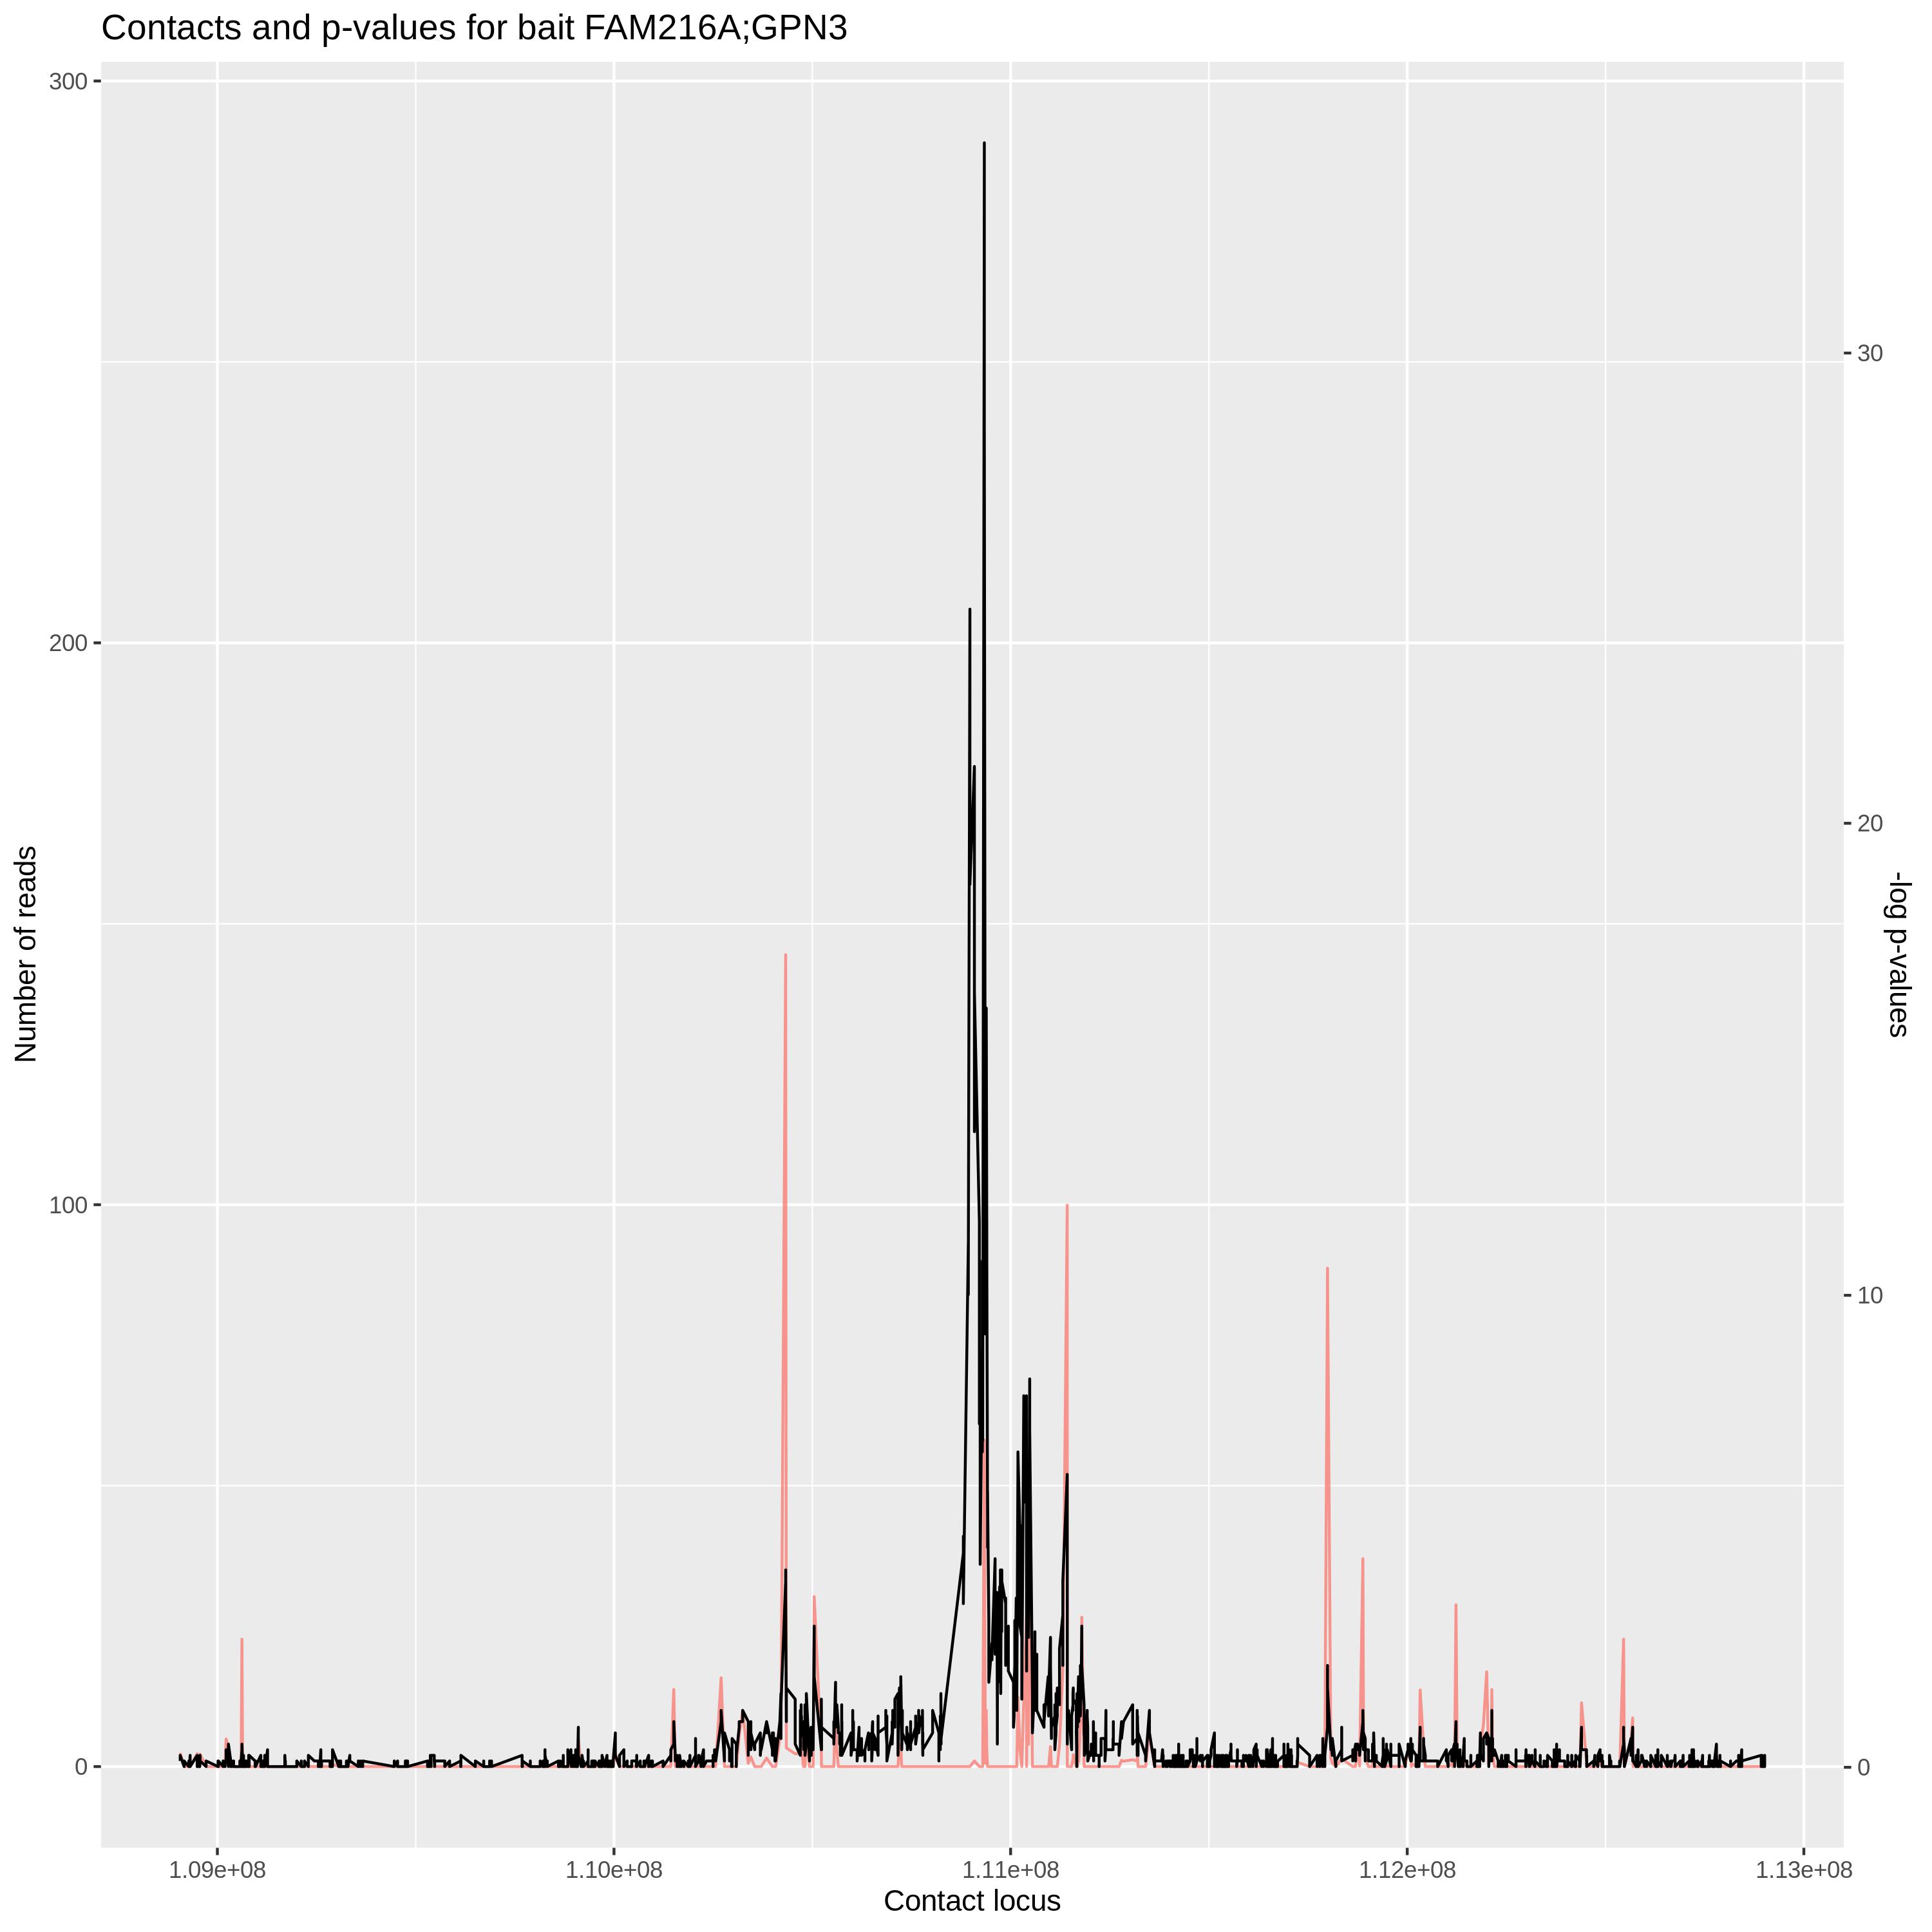 Contacts and p-values for bait FAM216A;GPN3
300
200
100
0
Number of reads
30
20
10
0
-log p-values
1.09e+08
1.10e+08
1.11e+08
1.12e+08
1.13e+08
Contact locus